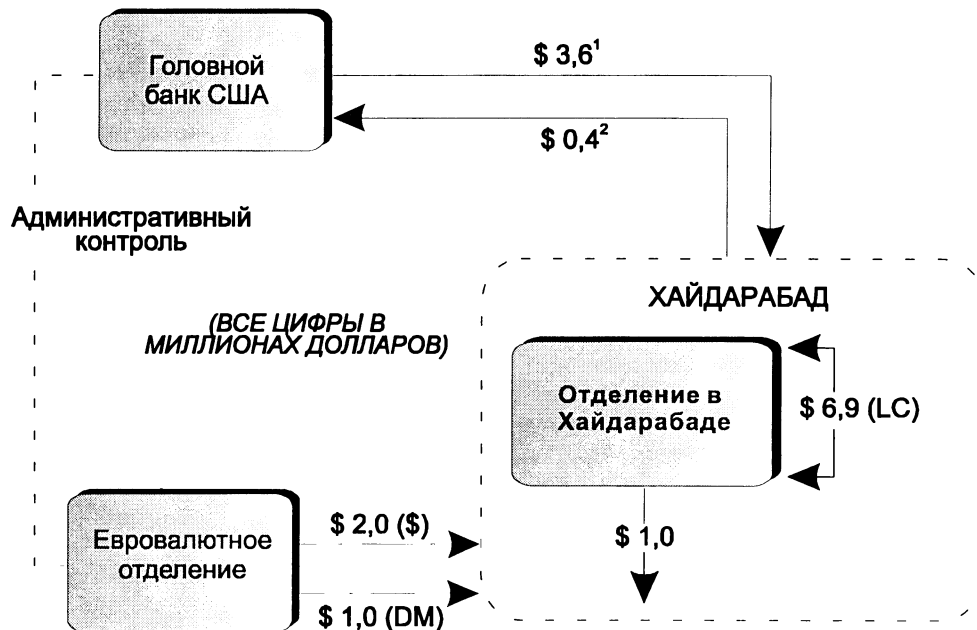 Головной
банк США
$ 3,6¹
$ 0,4²
Административный
контроль
(ВСЕ ЦИФРЫ В
МИЛЛИОНАХ ДОЛЛАРОВ)
ХАЙДАРАБАД
Отделение в
Хайдарабаде
$ 6,9 (LC)
Евровалютное
отделение
$ 2,0 ($)
$ 1,0 (DM)
$ 1,0